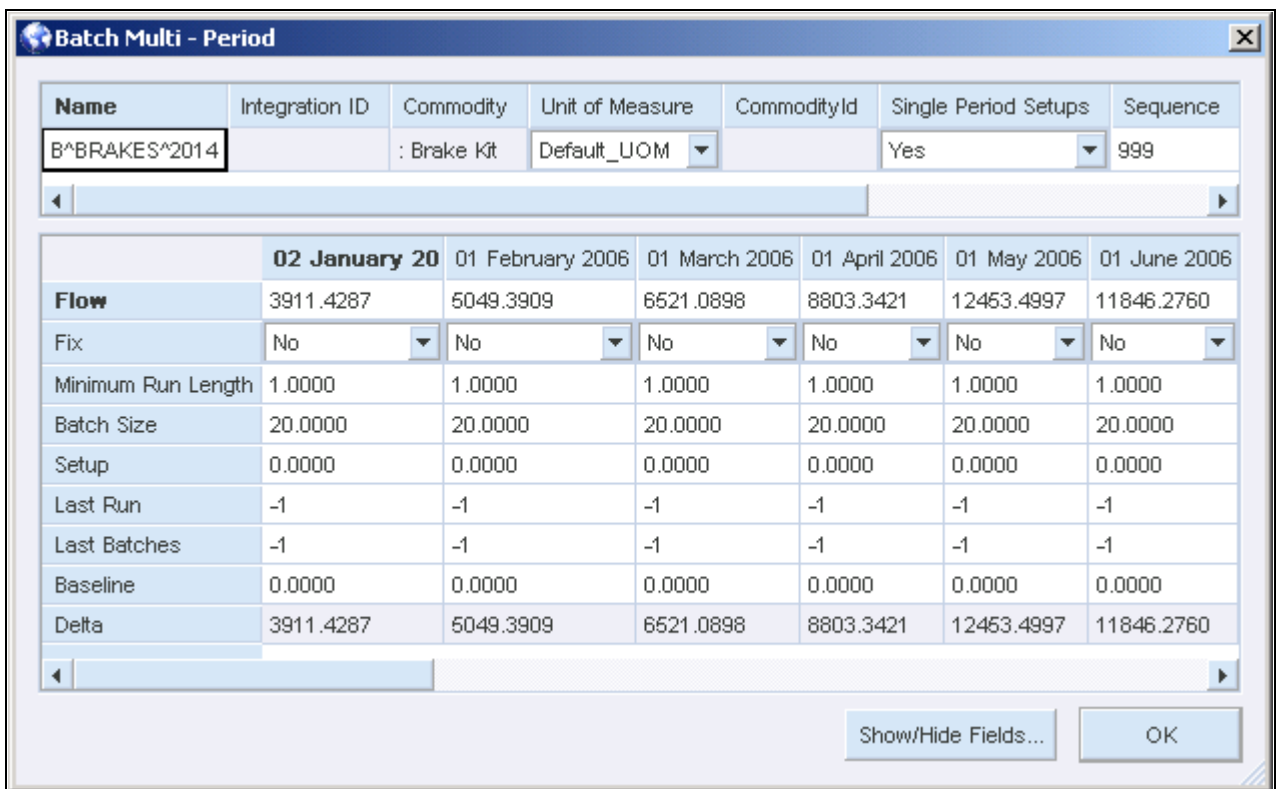 Batch Multi - Period
Name Integration ID Commodity Unit of Measure CommodityId Single Period Setups Sequence
B^BRAKES^2014 : Brake Kit Default_UOM Yes 999
02 January 20 01 February 2006 01 March 2006 01 April 2006 01 May 2006 01 June 2006
Flow 3911.4287 5049.3909 6521.0898 8803.3421 12453.4997 11846.2760
Fix No No No No No No
Minimum Run Length 1.0000 1.0000 1.0000 1.0000 1.0000 1.0000
Batch Size 20.0000 20.0000 20.0000 20.0000 20.0000 20.0000
Setup 0.0000 0.0000 0.0000 0.0000 0.0000 0.0000
Last Run -1 -1 -1 -1 -1 -1
Last Batches -1 -1 -1 -1 -1 -1
Baseline 0.0000 0.0000 0.0000 0.0000 0.0000 0.0000
Delta 3911.4287 5049.3909 6521.0898 8803.3421 12453.4997 11846.2760
Show/Hide Fields... OK